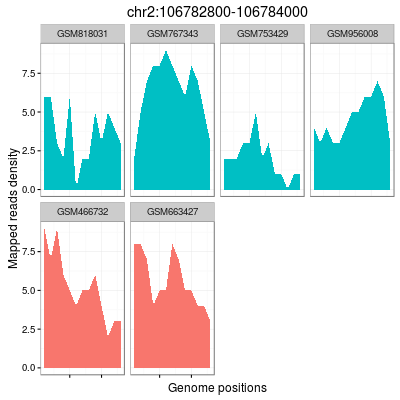 chr2:106782800-106784000
GSM818031 GSM767343 GSM753429 GSM956008
7.5
5.0
2.5
0.0
Mapped reads density
GSM466732 GSM663427
7.5
5.0
2.5
0.0
Genome positions